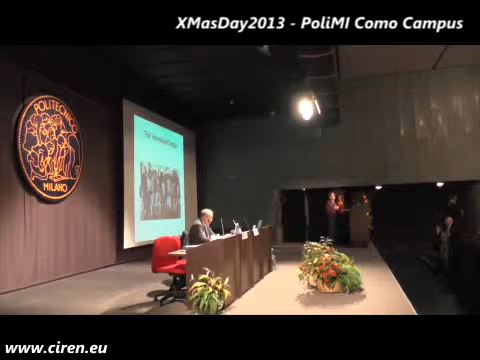 XMasDay2013 - PoliMI Como Campus
POLITECNICO
MILANO
www.ciren.eu